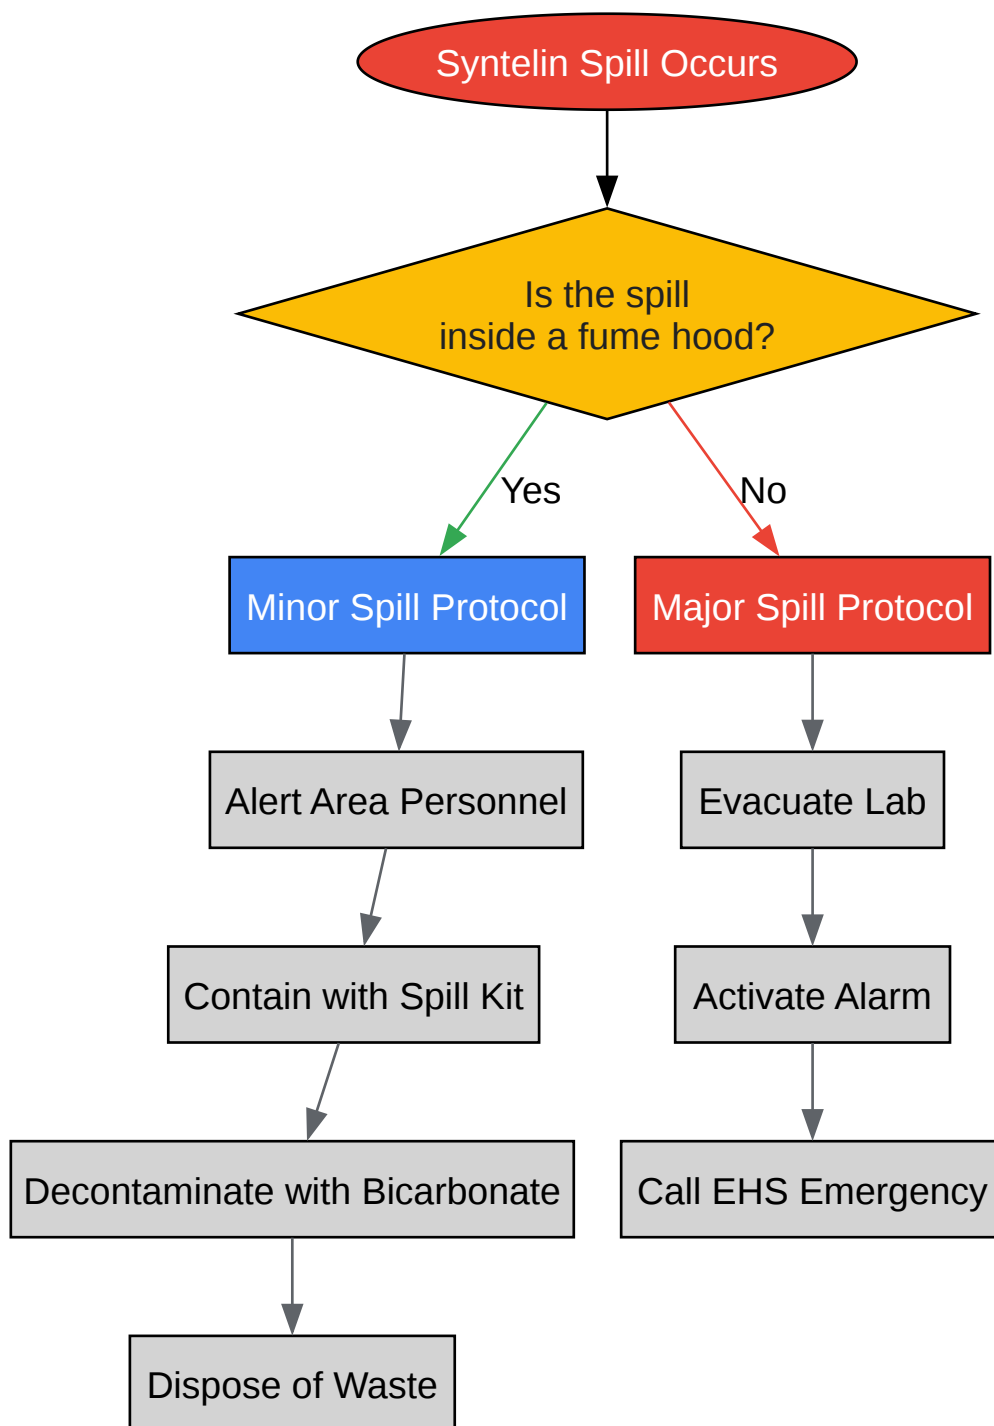 Syntelin Spill Occurs
Is the spill
inside a fume hood?
Yes
No
Minor Spill Protocol
Major Spill Protocol
Alert Area Personnel
Evacuate Lab
Contain with Spill Kit
Activate Alarm
Decontaminate with Bicarbonate
Call EHS Emergency
Dispose of Waste